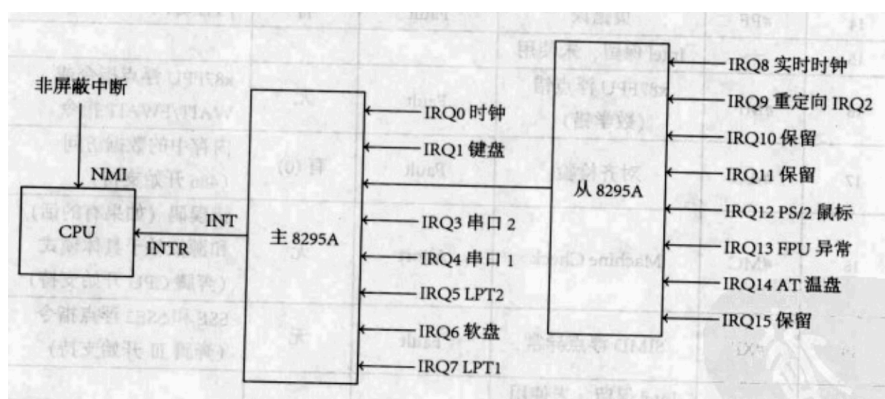 非屏蔽中断
NMI
CPU
INT
INTR
主 8295A
IRQ0 时钟
IRQ1 键盘
IRQ3 串口 2
IRQ4 串口 1
IRQ5 LPT2
IRQ6 软盘
IRQ7 LPT1
从 8295A
IRQ8 实时时钟
IRQ9 重定向 IRQ2
IRQ10 保留
IRQ11 保留
IRQ12 PS/2 鼠标
IRQ13 FPU 异常
IRQ14 AT 温盘
IRQ15 保留